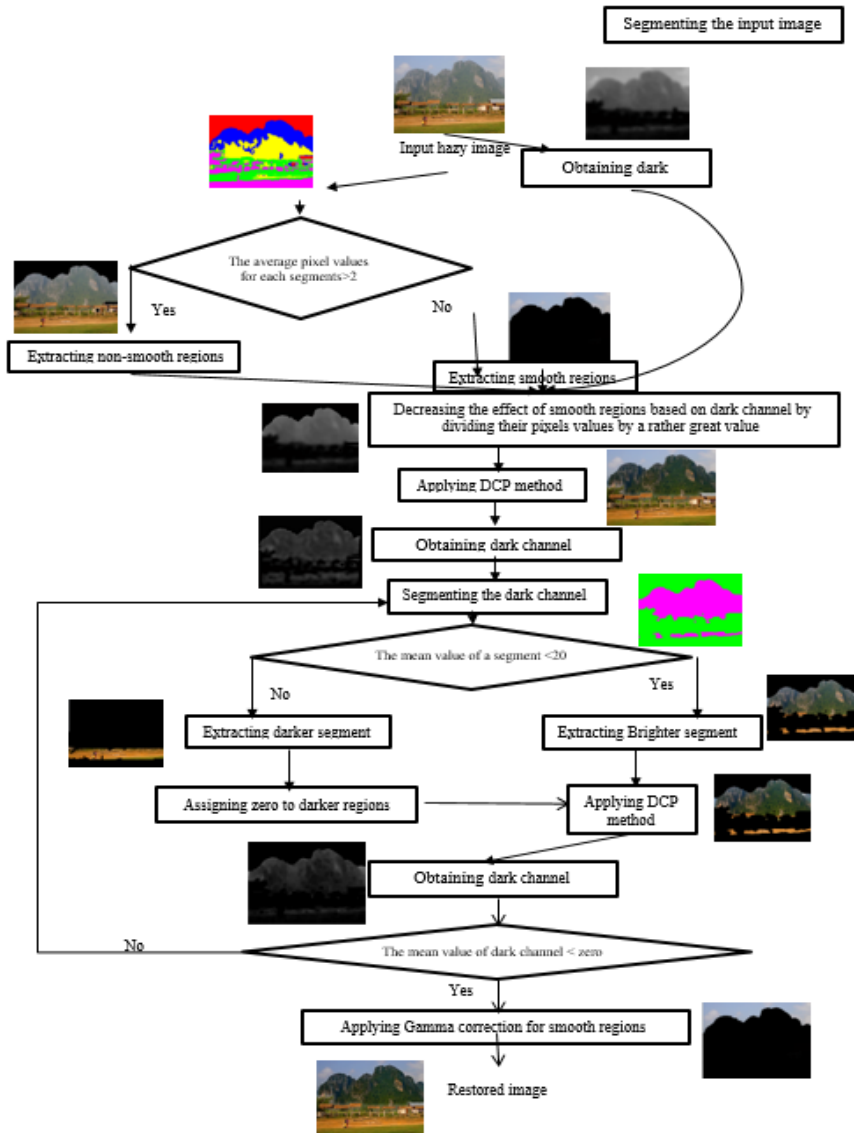 Segmenting the input image
Input hazy image
Obtaining dark
The average pixel values
for each segments>2
Yes
No
Extracting non-smooth regions
Extracting smooth regions
Decreasing the effect of smooth regions based on dark channel by
dividing their pixels values by a rather great value
Applying DCP method
Obtaining dark channel
Segmenting the dark channel
The mean value of a segment <20
No
Yes
Extracting darker segment
Extracting Brighter segment
Assigning zero to darker regions
Applying DCP
method
Obtaining dark channel
The mean value of dark channel < zero
No
Yes
Applying Gamma correction for smooth regions
Restored image